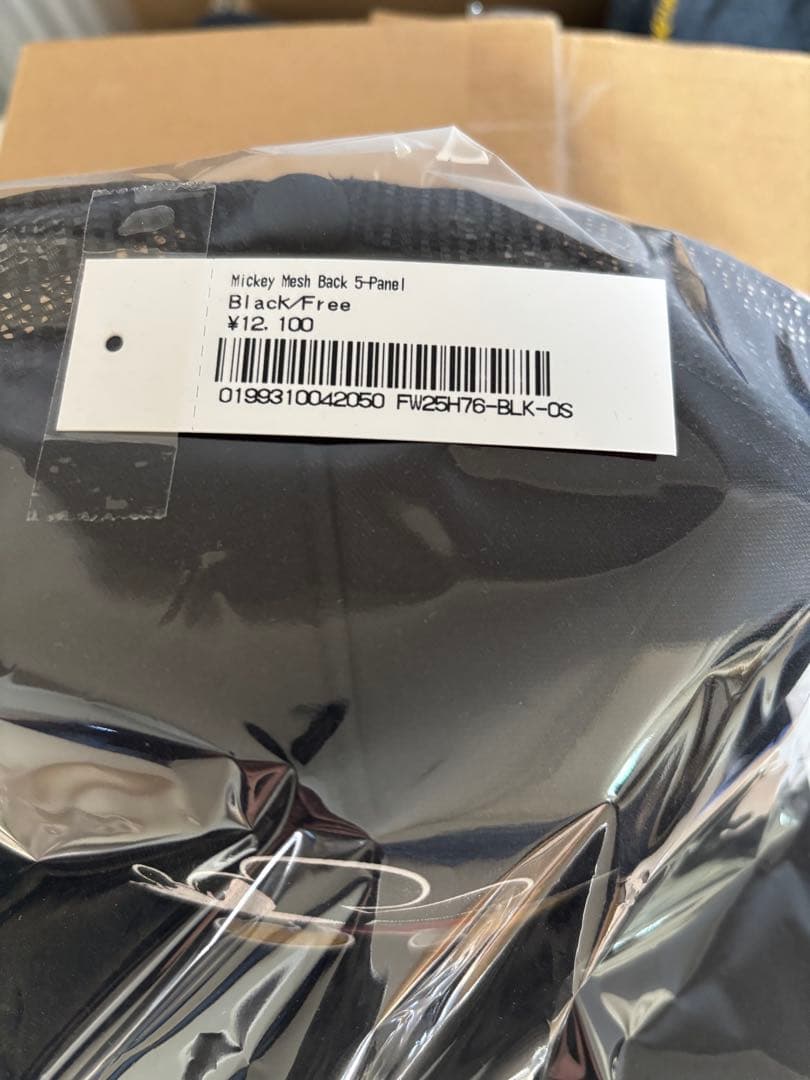 Mickey Mesh Back 5-Panel
Black/Free
¥12,100
0199310042050 FW25H76-BLK-OS